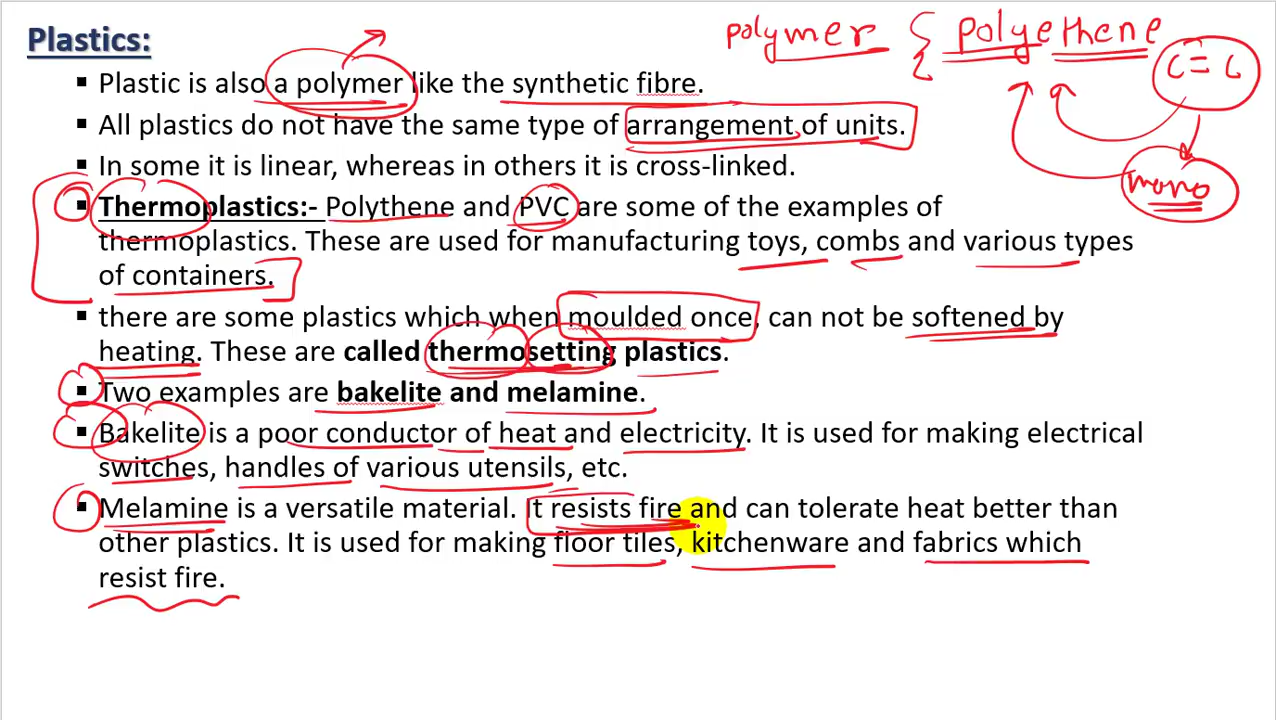 Plastics:
polymer { polyethene
C = C
mono
▪ Plastic is also a polymer like the synthetic fibre.
▪ All plastics do not have the same type of arrangement of units.
▪ In some it is linear, whereas in others it is cross-linked.
▪ Thermoplastics:- Polythene and PVC are some of the examples of
thermoplastics. These are used for manufacturing toys, combs and various types
of containers.
▪ there are some plastics which when moulded once, can not be softened by
heating. These are called thermosetting plastics.
▪ Two examples are bakelite and melamine.
▪ Bakelite is a poor conductor of heat and electricity. It is used for making electrical
switches, handles of various utensils, etc.
▪ Melamine is a versatile material. It resists fire and can tolerate heat better than
other plastics. It is used for making floor tiles, kitchenware and fabrics which
resist fire.